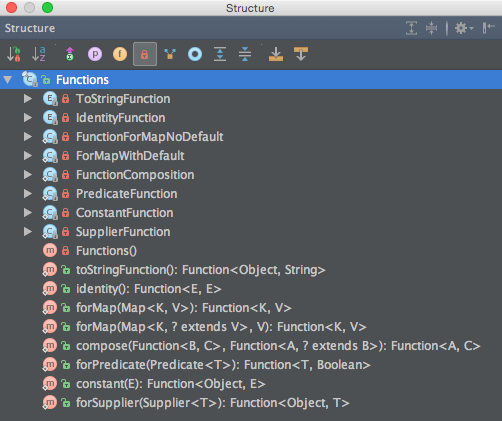 Structure
Structure
Functions
ToStringFunction
IdentityFunction
FunctionForMapNoDefault
ForMapWithDefault
FunctionComposition
PredicateFunction
ConstantFunction
SupplierFunction
Functions()
toStringFunction(): Function<Object, String>
identity(): Function<E, E>
forMap(Map<K, V>): Function<K, V>
forMap(Map<K, ? extends V>, V): Function<K, V>
compose(Function<B, C>, Function<A, ? extends B>): Function<A, C>
forPredicate(Predicate<T>): Function<T, Boolean>
constant(E): Function<Object, E>
forSupplier(Supplier<T>): Function<Object, T>